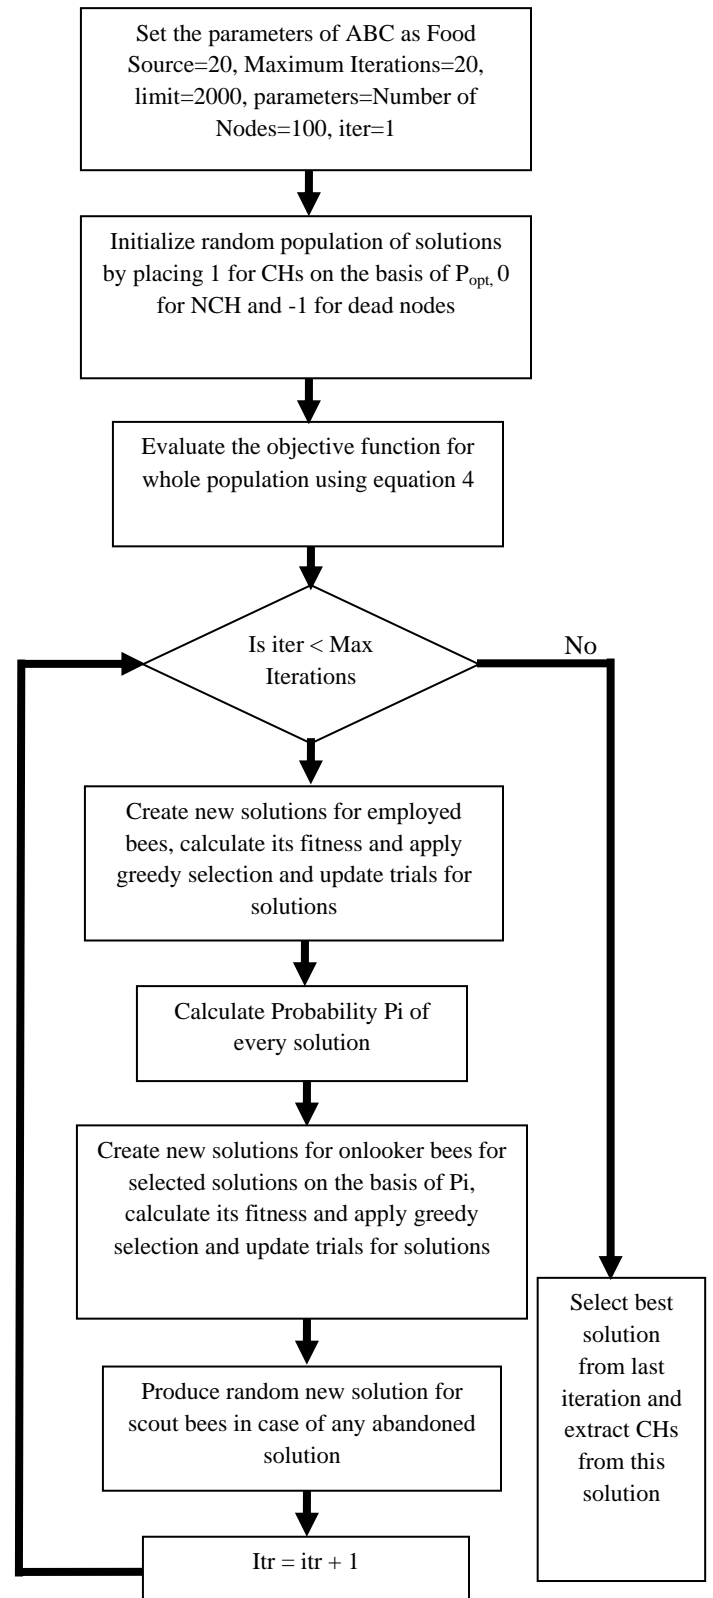 Set the parameters of ABC as Food
Source=20, Maximum Iterations=20,
limit=2000, parameters=Number of
Nodes=100, iter=1
Initialize random population of solutions
by placing 1 for CHs on the basis of Popt, 0
for NCH and -1 for dead nodes
Evaluate the objective function for
whole population using equation 4
Is iter < Max
Iterations
No
Create new solutions for employed
bees, calculate its fitness and apply
greedy selection and update trials for
solutions
Calculate Probability Pi of
every solution
Create new solutions for onlooker bees for
selected solutions on the basis of Pi,
calculate its fitness and apply greedy
selection and update trials for solutions
Produce random new solution for
scout bees in case of any abandoned
solution
Itr = itr + 1
Select best
solution
from last
iteration and
extract CHs
from this
solution